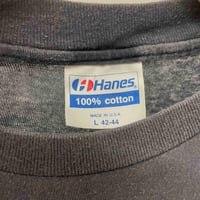 Hanes
100% cotton
MADE IN U.S.A.
L 42-44